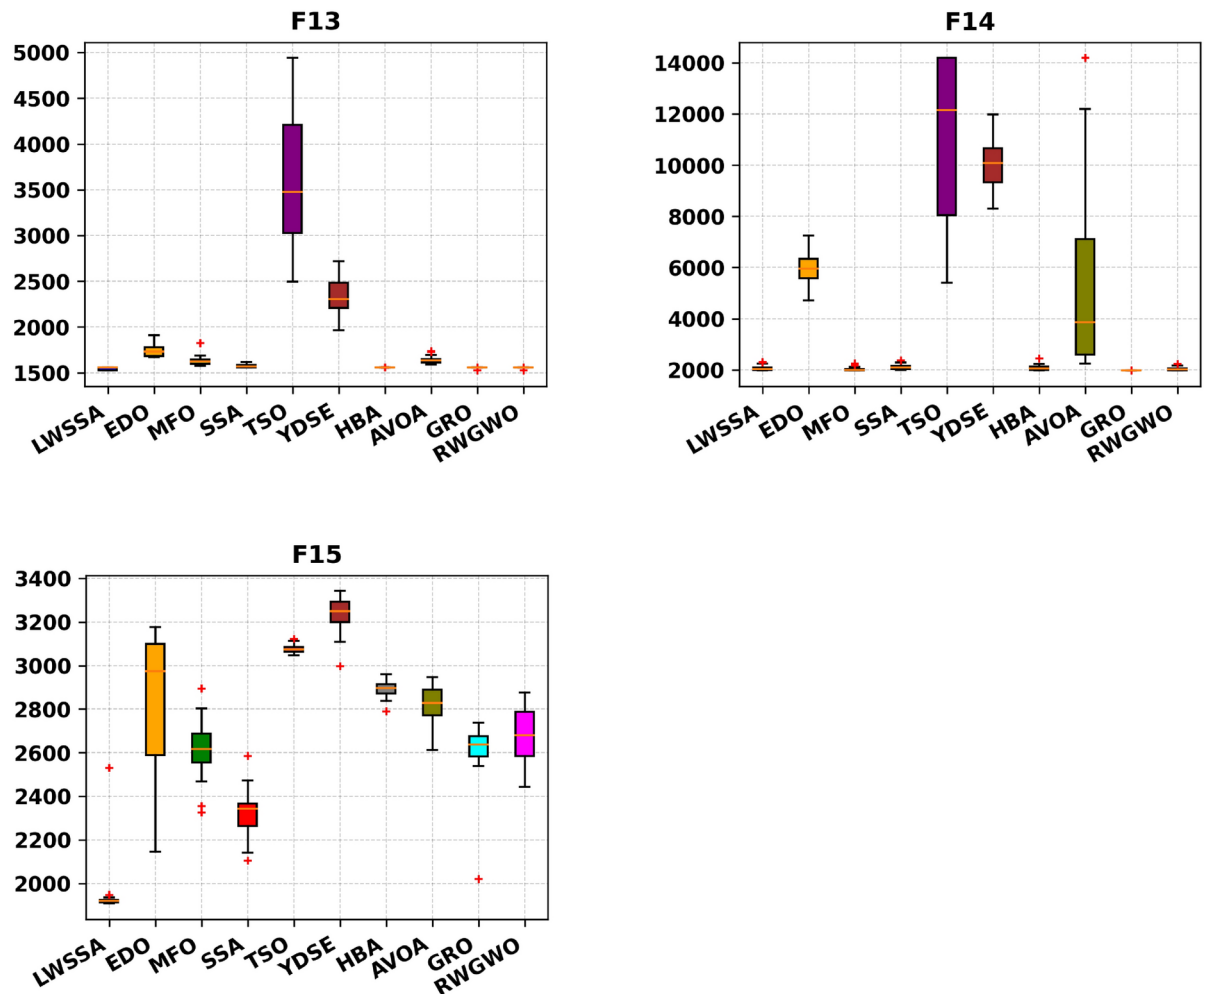 F13
5000
4500
4000
3500
3000
2500
2000
1500
LWSSA
EDO
MFO
SSA
TSO
YDSE
HBA
AVOA
GRO
RWGWO
F14
14000
12000
10000
8000
6000
4000
2000
LWSSA
EDO
MFO
SSA
TSO
YDSE
HBA
AVOA
GRO
RWGWO
F15
3400
3200
3000
2800
2600
2400
2200
2000
LWSSA
EDO
MFO
SSA
TSO
YDSE
HBA
AVOA
GRO
RWGWO